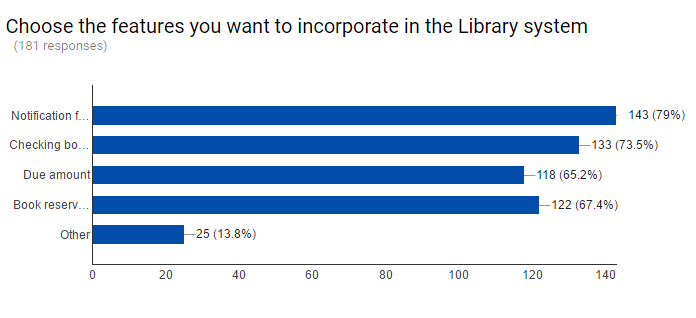 Choose the features you want to incorporate in the Library system
(181 responses)
Notification f... 143 (79%)
Checking bo... 133 (73.5%)
Due amount 118 (65.2%)
Book reserv... 122 (67.4%)
Other 25 (13.8%)
0 20 40 60 80 100 120 140